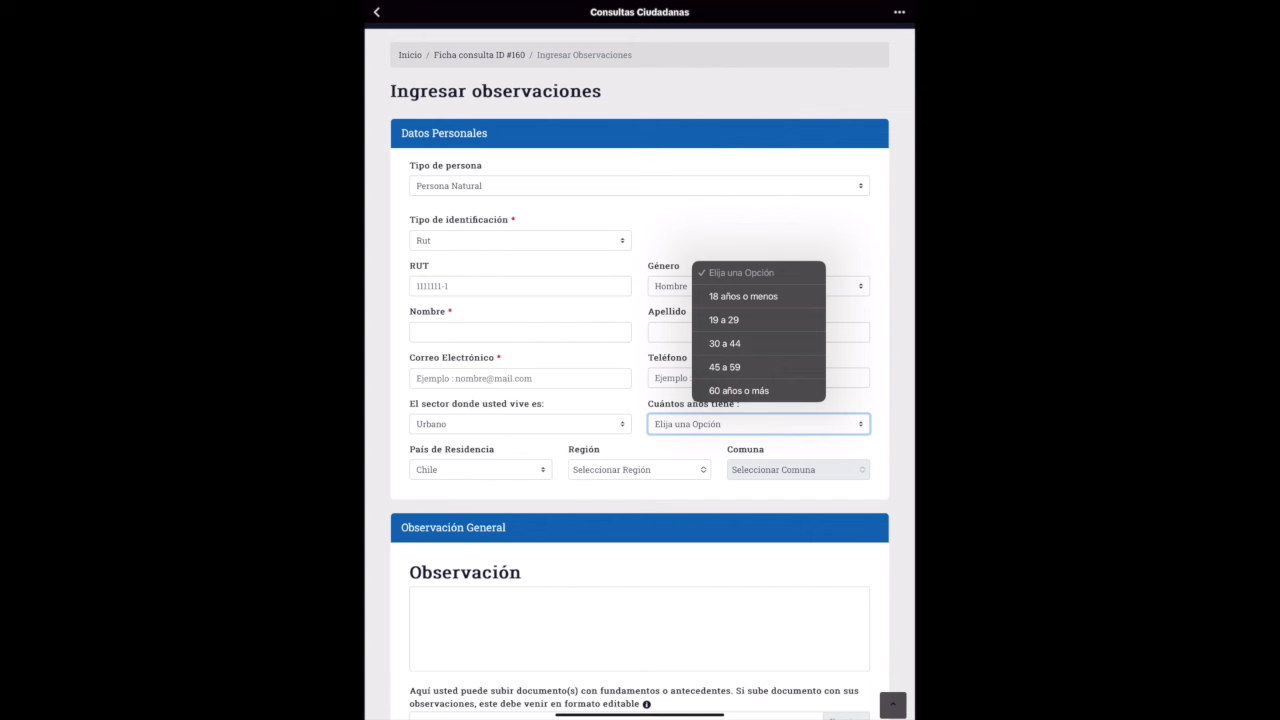 Consultas Ciudadanas
Inicio / Ficha consulta ID #160 / Ingresar Observaciones
Ingresar observaciones
Datos Personales
Tipo de persona
Persona Natural
Tipo de identificación *
Rut
RUT
1111111-1
Género
Hombre
Nombre *
Apellido
Correo Electrónico *
Ejemplo : nombre@mail.com
Teléfono
Ejemplo :
El sector donde usted vive es:
Urbano
Cuántos años tiene :
Elija una Opción
✓ Elija una Opción
18 años o menos
19 a 29
30 a 44
45 a 59
60 años o más
País de Residencia
Chile
Región
Seleccionar Región
Comuna
Seleccionar Comuna
Observación General
Observación
Aquí usted puede subir documento(s) con fundamentos o antecedentes. Si sube documento con sus
observaciones, este debe venir en formato editable